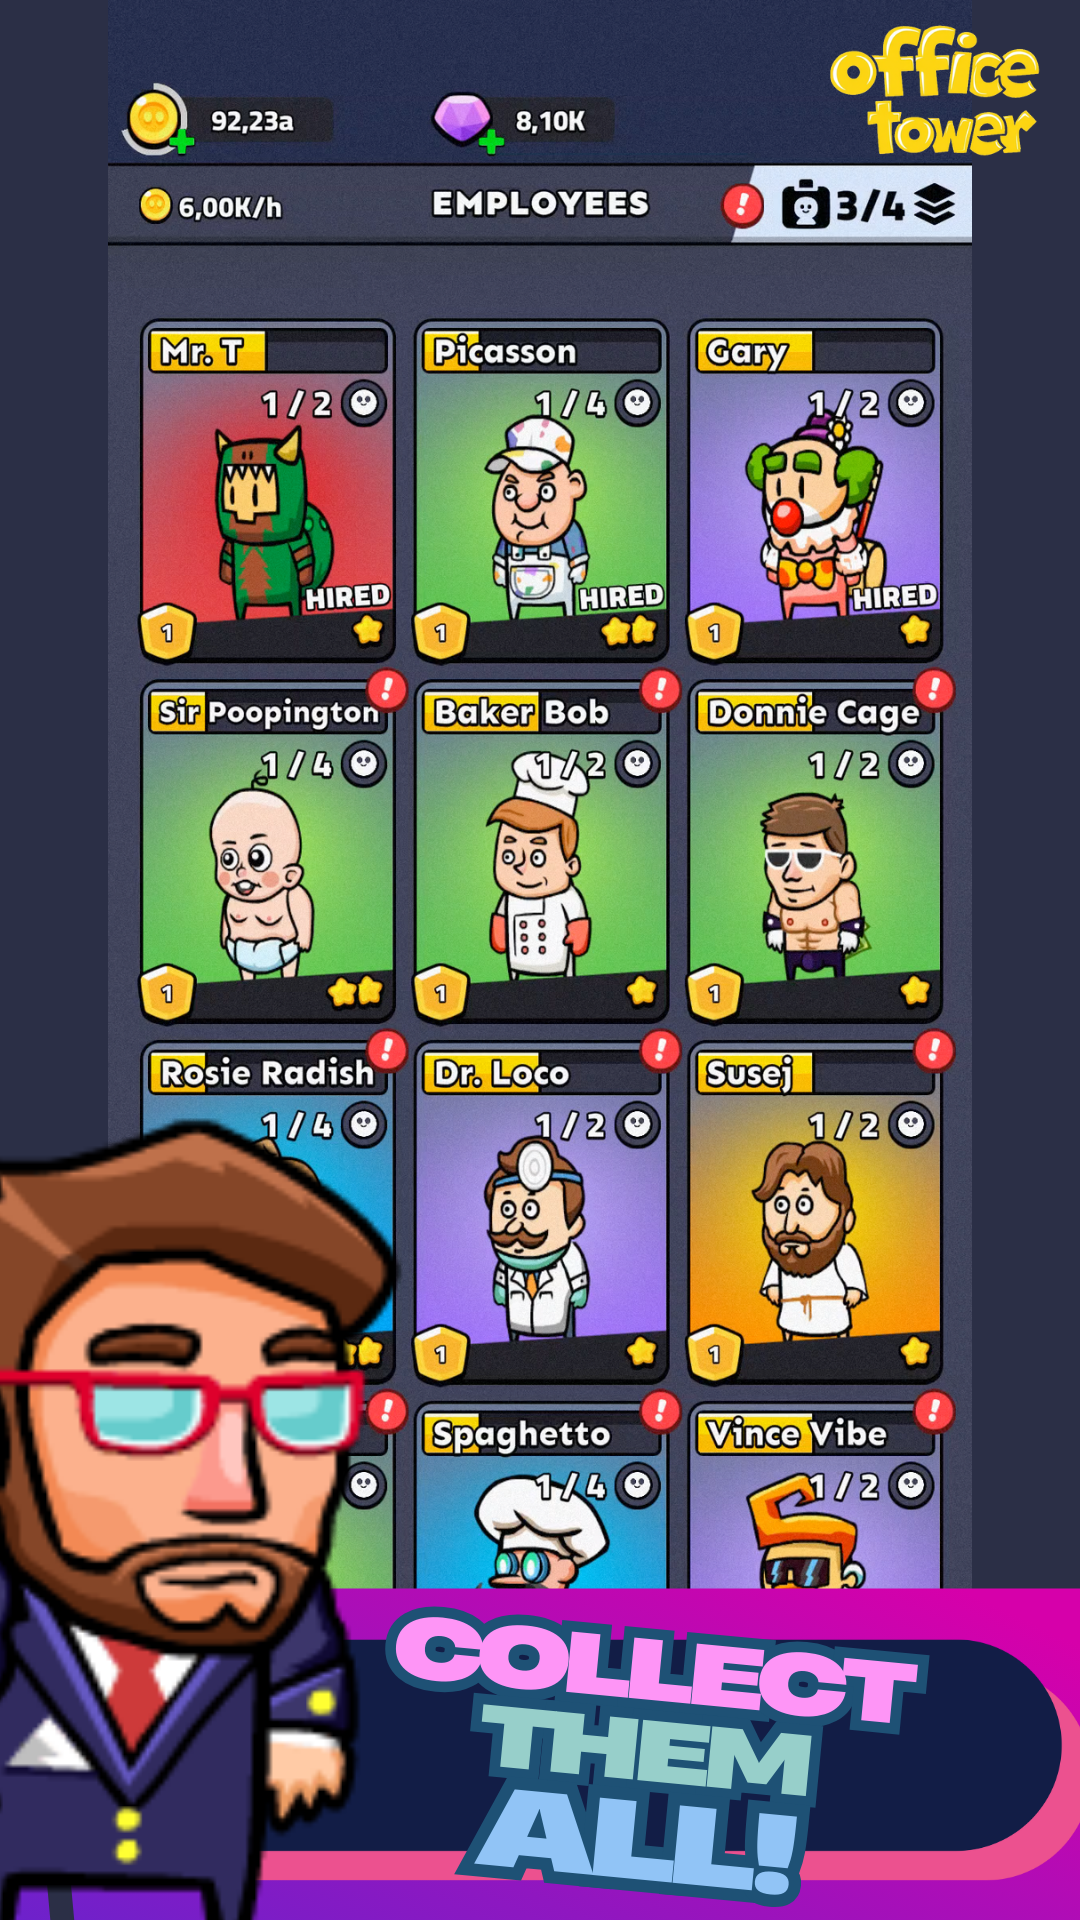 office
tower
92,23a
8,10K
6,00K/h
EMPLOYEES
! 3/4
Mr. T
1/2
HIRED
1
Picasson
1/4
HIRED
1
Gary
1/2
HIRED
1
Sir Poopington !
1/4
1
Baker Bob !
1/2
1
Donnie Cage !
1/2
1
Rosie Radish !
1/4
Dr. Loco !
1/2
1
Susej !
1/2
1
!
Spaghetto !
1/4
Vince Vibe !
1/2
COLLECT
THEM
ALL!